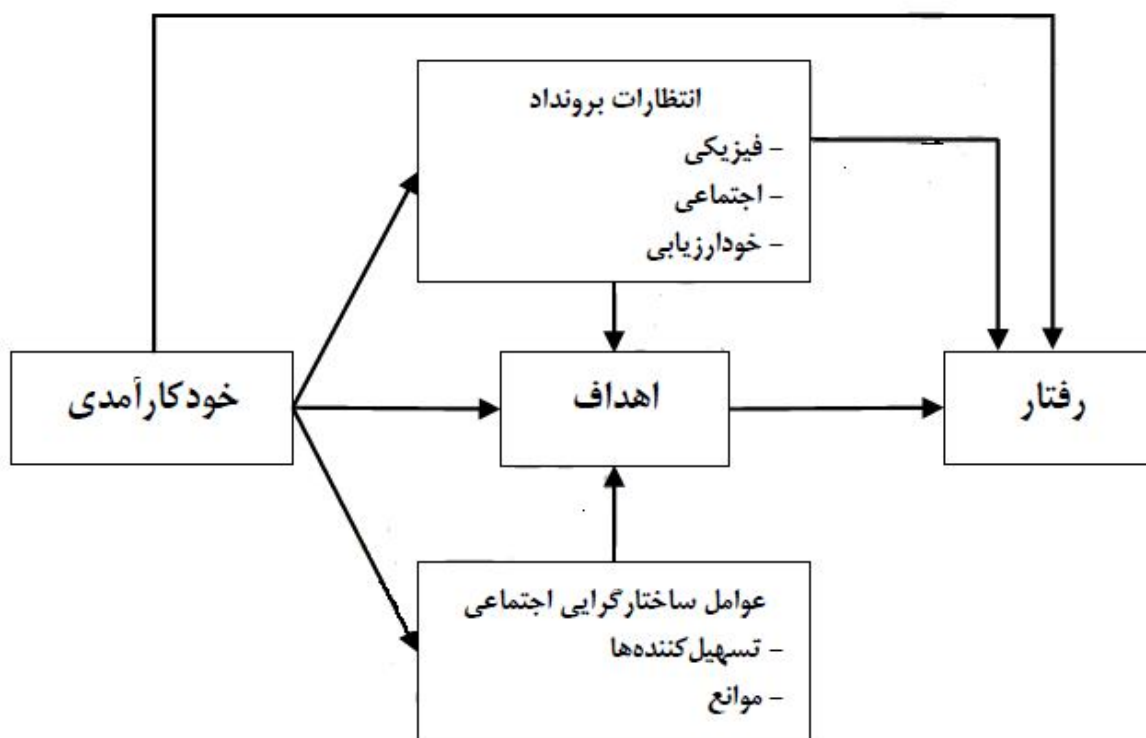 انتظارات برونداد
- فیزیکی
- اجتماعی
- خودارزیابی
خودکارآمدی
اهداف
رفتار
عوامل ساختارگرایی اجتماعی
- تسهیل‌کننده‌ها
- موانع